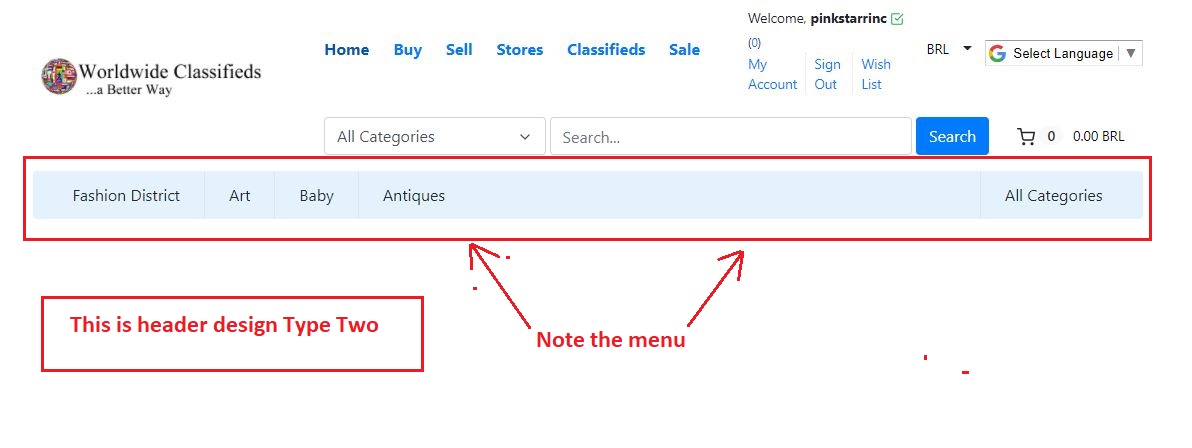 Welcome, pinkstarrinc
Home Buy Sell Stores Classifieds Sale
(0)
BRL
Select Language ▼
My Account
Sign Out
Wish List
Worldwide Classifieds
...a Better Way
All Categories
Search...
Search
0
0.00 BRL
Fashion District Art Baby Antiques All Categories
This is header design Type Two
Note the menu